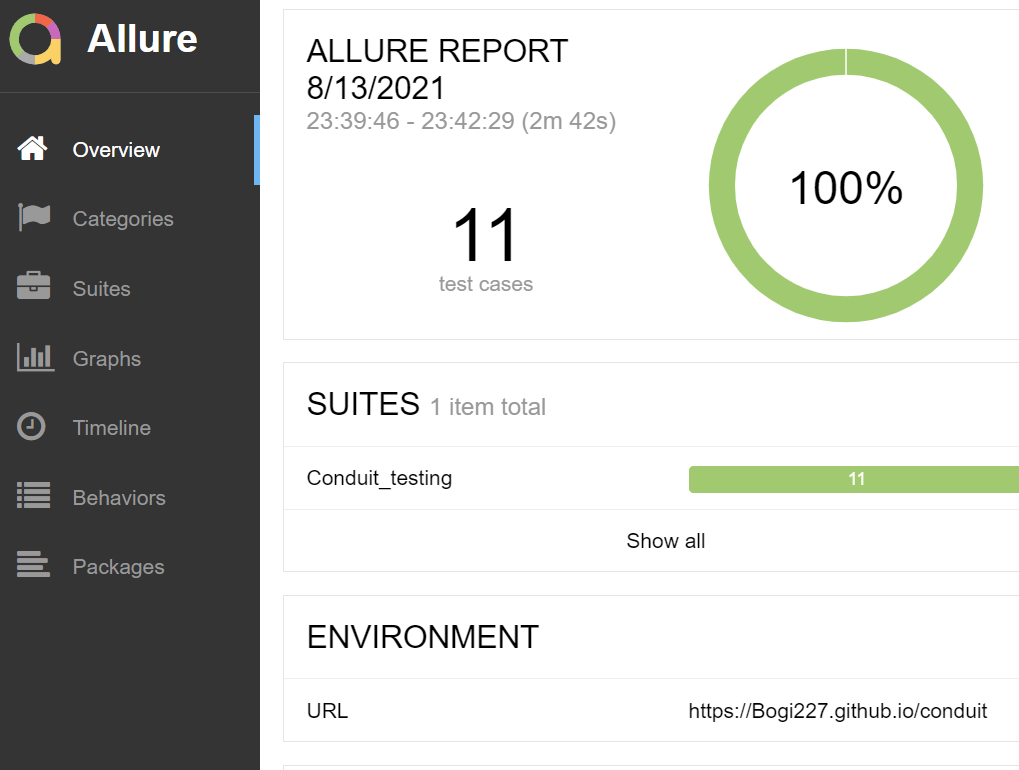 Allure
Overview
Categories
Suites
Graphs
Timeline
Behaviors
Packages
ALLURE REPORT
8/13/2021
23:39:46 - 23:42:29 (2m 42s)
11
test cases
100%
SUITES 1 item total
Conduit_testing 11
Show all
ENVIRONMENT
URL https://Bogi227.github.io/conduit